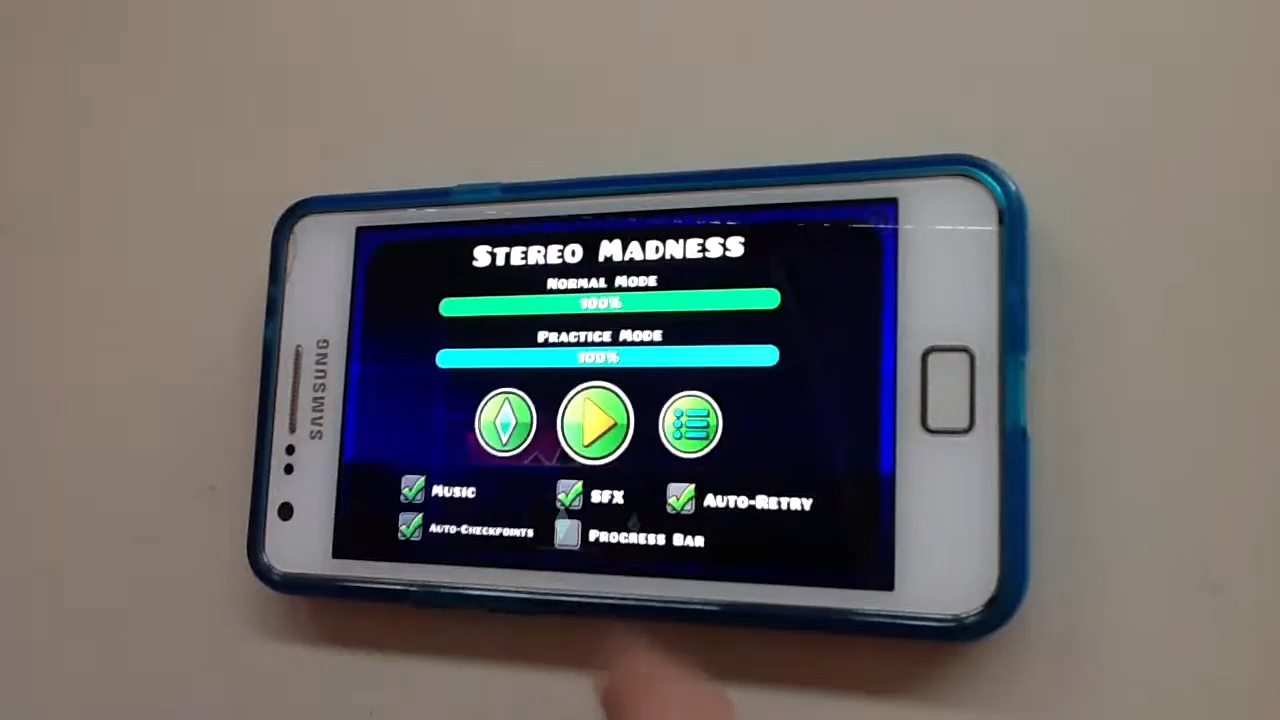 SAMSUNG
STEREO MADNESS
NORMAL MODE
100%
PRACTICE MODE
100%
MUSIC
SFX
AUTO-RETRY
AUTO-CHECKPOINTS
PROGRESS BAR